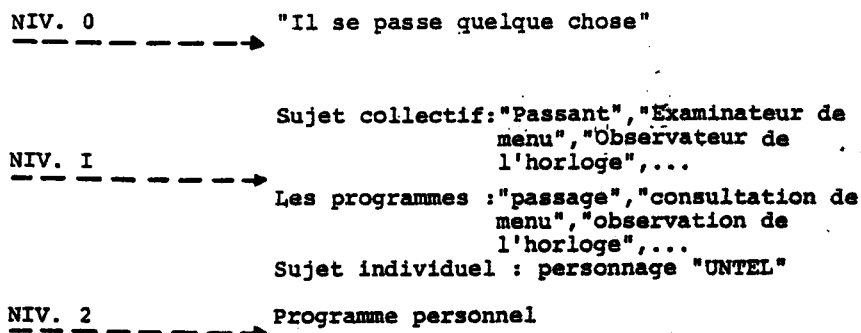 NIV. 0 "Il se passe quelque chose"
Sujet collectif:"Passant","Examinateur de
menu","Observateur de
l'horloge",...
NIV. I
Les programmes :"passage","consultation de
menu","observation de
l'horloge",...
Sujet individuel : personnage "UNTEL"
NIV. 2 Programme personnel